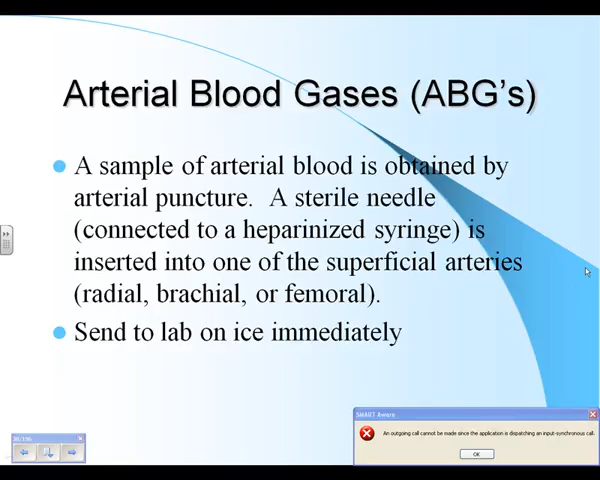 Arterial Blood Gases (ABG's)
A sample of arterial blood is obtained by
arterial puncture. A sterile needle
(connected to a heparinized syringe) is
inserted into one of the superficial arteries
(radial, brachial, or femoral).
Send to lab on ice immediately
SMART Aware
An outgoing call cannot be made since the application is dispatching an input-synchronous call.
OK